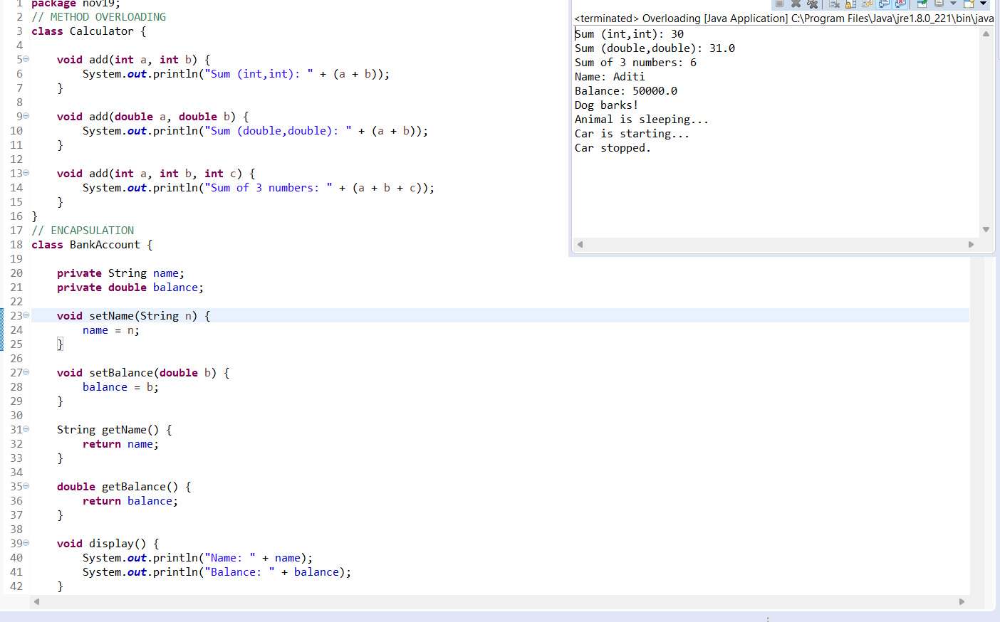 1 package nov19;
2 // METHOD OVERLOADING
3 class Calculator {
4
5 void add(int a, int b) {
6 System.out.println("Sum (int,int): " + (a + b));
7 }
8
9 void add(double a, double b) {
10 System.out.println("Sum (double,double): " + (a + b));
11 }
12
13 void add(int a, int b, int c) {
14 System.out.println("Sum of 3 numbers: " + (a + b + c));
15 }
16 }
17 // ENCAPSULATION
18 class BankAccount {
19
20 private String name;
21 private double balance;
22
23 void setName(String n) {
24 name = n;
25 }
26
27 void setBalance(double b) {
28 balance = b;
29 }
30
31 String getName() {
32 return name;
33 }
34
35 double getBalance() {
36 return balance;
37 }
38
39 void display() {
40 System.out.println("Name: " + name);
41 System.out.println("Balance: " + balance);
42 }
<terminated> Overloading [Java Application] C:\Program Files\Java\jre1.8.0_221\bin\java
Sum (int,int): 30
Sum (double,double): 31.0
Sum of 3 numbers: 6
Name: Aditi
Balance: 50000.0
Dog barks!
Animal is sleeping...
Car is starting...
Car stopped.